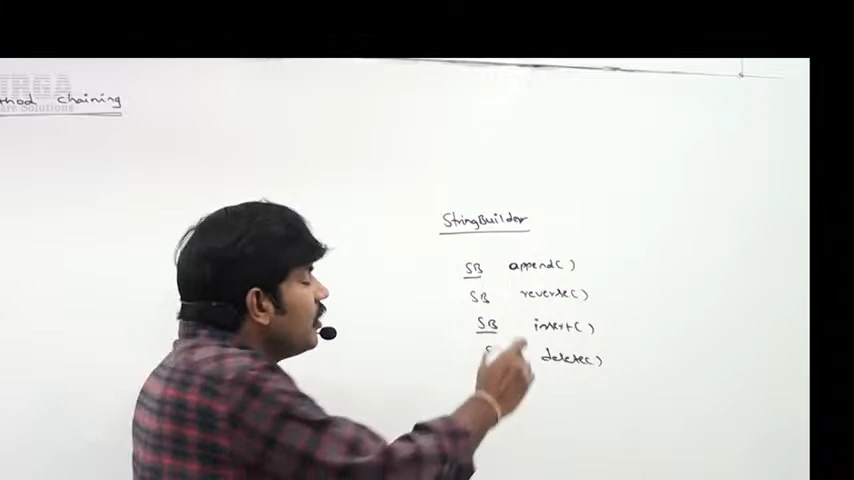 thod chaining
StringBuilder
SB append()
SB reverse()
SB insert()
delete()